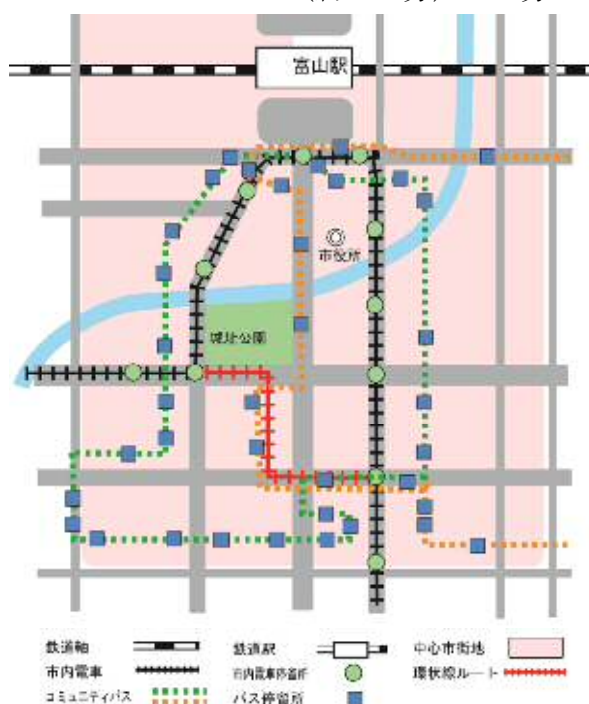 富山駅
市役所
城址公園
鉄道軸
鉄道駅
中心市街地
市内電車
市内電車停留所
環状線ルート
コミュニティバス
バス停留所